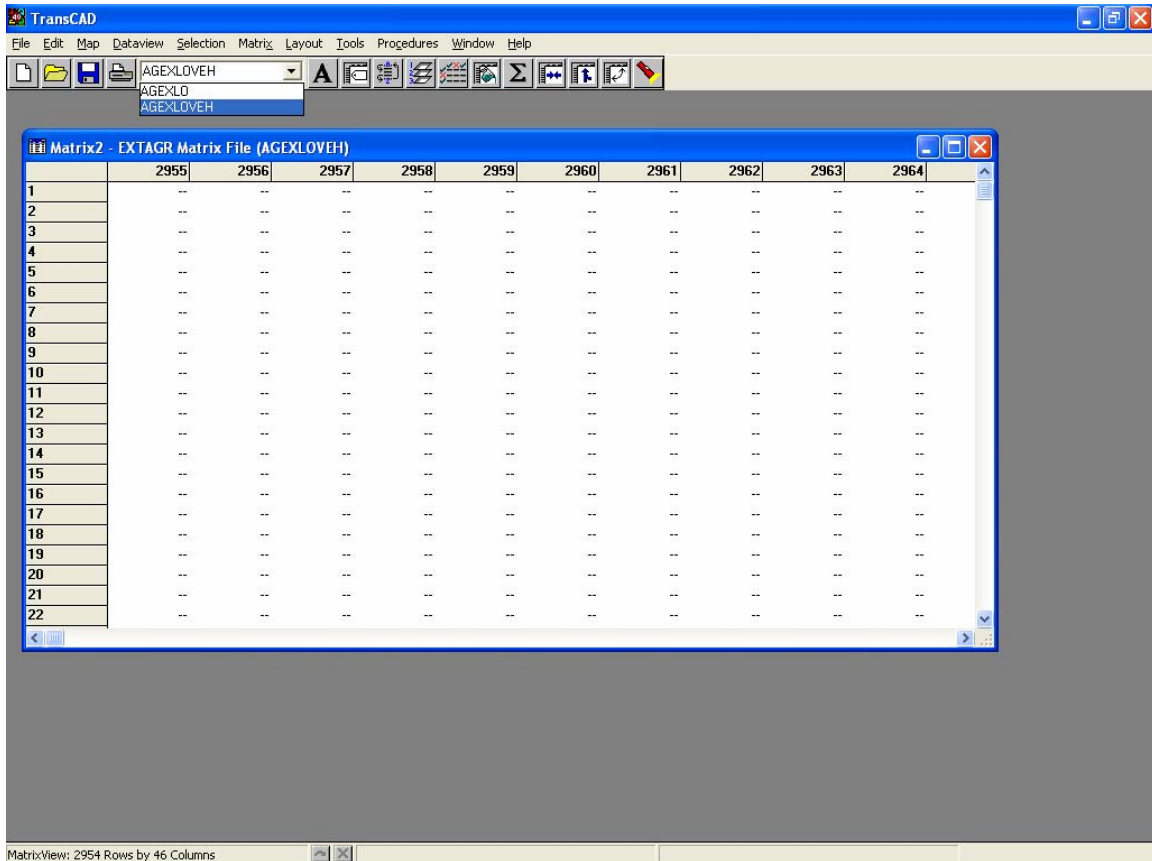 TransCAD
File Edit Map Dataview Selection Matrix Layout Tools Procedures Window Help
AGEXLOVEH
AGEXLO
AGEXLOVEH
Matrix2 - EXTAGR Matrix File (AGEXLOVEH)
2955 2956 2957 2958 2959 2960 2961 2962 2963 2964
1 -- -- -- -- -- -- -- -- -- --
2 -- -- -- -- -- -- -- -- -- --
3 -- -- -- -- -- -- -- -- -- --
4 -- -- -- -- -- -- -- -- -- --
5 -- -- -- -- -- -- -- -- -- --
6 -- -- -- -- -- -- -- -- -- --
7 -- -- -- -- -- -- -- -- -- --
8 -- -- -- -- -- -- -- -- -- --
9 -- -- -- -- -- -- -- -- -- --
10 -- -- -- -- -- -- -- -- -- --
11 -- -- -- -- -- -- -- -- -- --
12 -- -- -- -- -- -- -- -- -- --
13 -- -- -- -- -- -- -- -- -- --
14 -- -- -- -- -- -- -- -- -- --
15 -- -- -- -- -- -- -- -- -- --
16 -- -- -- -- -- -- -- -- -- --
17 -- -- -- -- -- -- -- -- -- --
18 -- -- -- -- -- -- -- -- -- --
19 -- -- -- -- -- -- -- -- -- --
20 -- -- -- -- -- -- -- -- -- --
21 -- -- -- -- -- -- -- -- -- --
22 -- -- -- -- -- -- -- -- -- --
MatrixView: 2954 Rows by 46 Columns